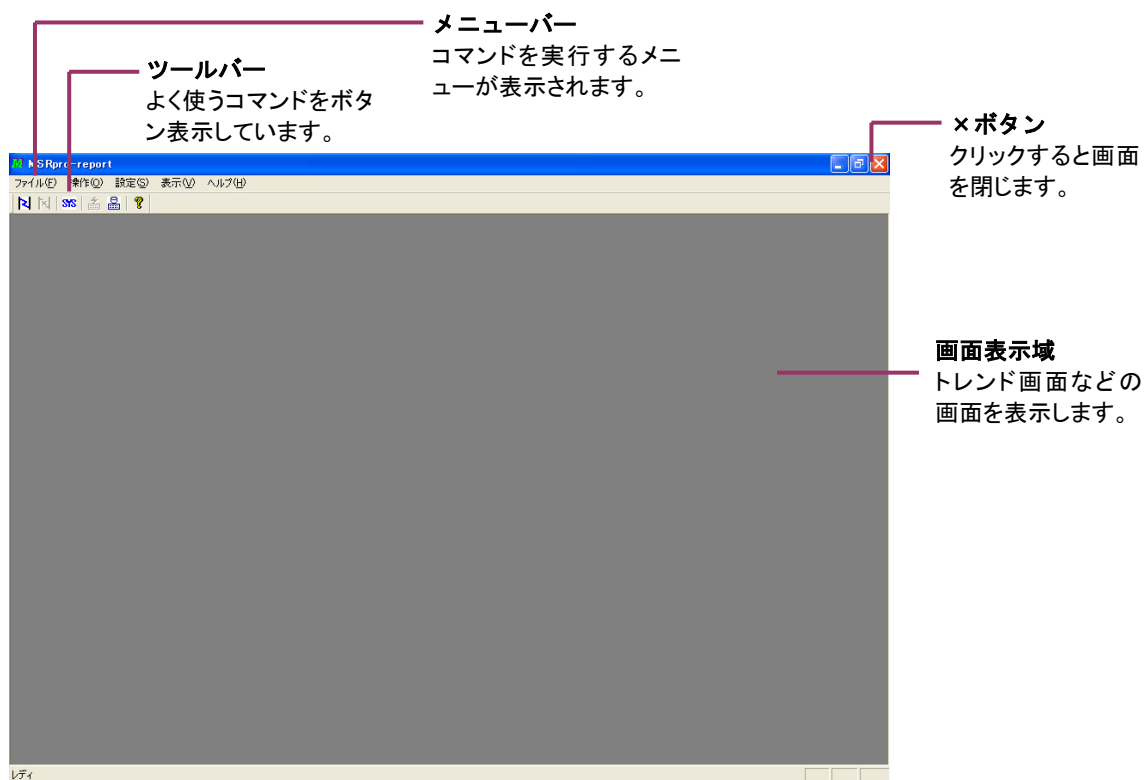 メニューバー
コマンドを実行するメニ
ューが表示されます。
ツールバー
よく使うコマンドをボタ
ン表示しています。
×ボタン
クリックすると画面
を閉じます。
MSRpro-report
ファイル(F) 操作(O) 設定(S) 表示(V) ヘルプ(H)
SYS
画面表示域
トレンド画面などの
画面を表示します。
レディ